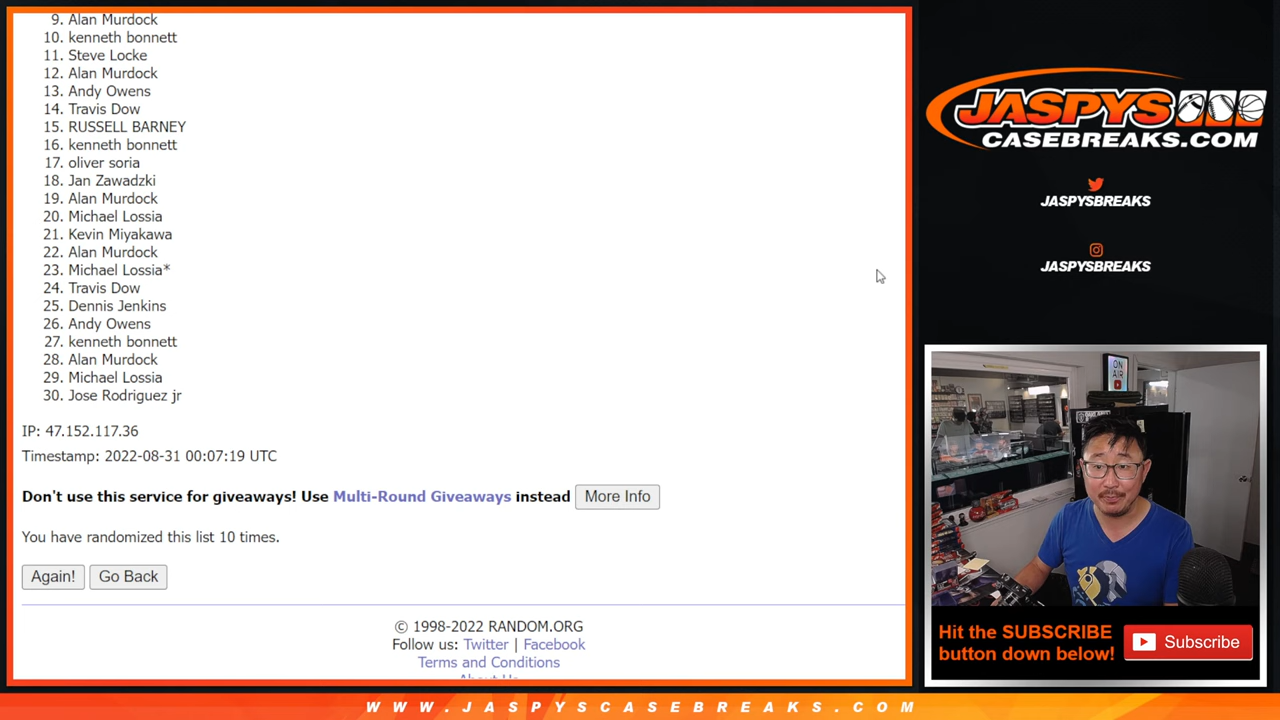 9. Alan Murdock
10. kenneth bonnett
11. Steve Locke
12. Alan Murdock
13. Andy Owens
14. Travis Dow
15. RUSSELL BARNEY
16. kenneth bonnett
17. oliver soria
18. Jan Zawadzki
19. Alan Murdock
20. Michael Lossia
21. Kevin Miyakawa
22. Alan Murdock
23. Michael Lossia*
24. Travis Dow
25. Dennis Jenkins
26. Andy Owens
27. kenneth bonnett
28. Alan Murdock
29. Michael Lossia
30. Jose Rodriguez jr
IP: 47.152.117.36
Timestamp: 2022-08-31 00:07:19 UTC
Don't use this service for giveaways! Use Multi-Round Giveaways instead More Info
You have randomized this list 10 times.
Again! Go Back
© 1998-2022 RANDOM.ORG
Follow us: Twitter | Facebook
Terms and Conditions
About Us
JASPYS
CASEBREAKS.COM
JASPYSBREAKS
JASPYSBREAKS
ON
AIR
Hit the SUBSCRIBE
button down below!
Subscribe
WWW.JASPYSCASEBREAKS.COM